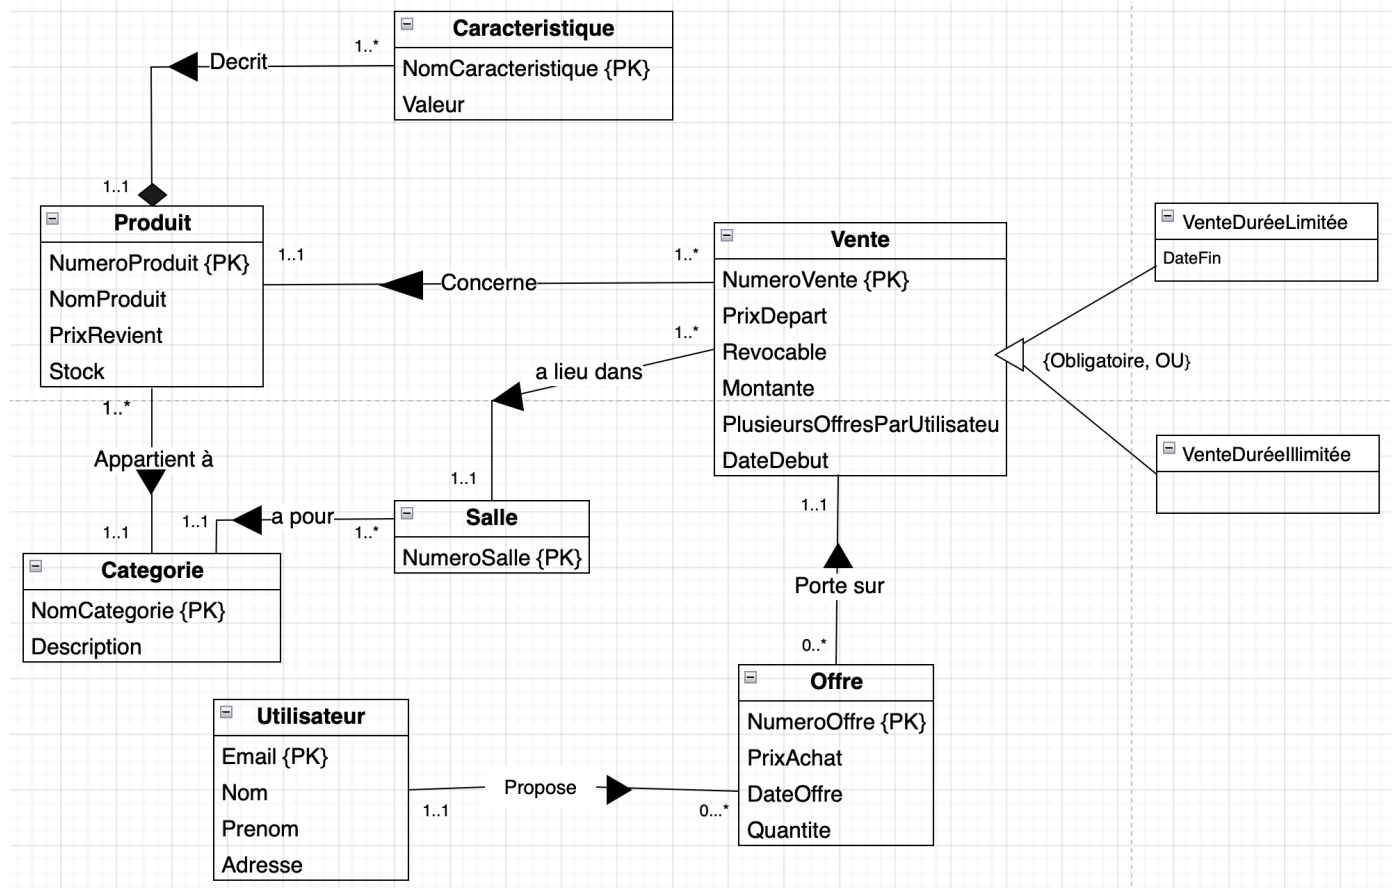 Caracteristique
NomCaracteristique {PK}
Valeur
1..*
Decrit
1..1
Produit
NumeroProduit {PK}
NomProduit
PrixRevient
Stock
1..1
Concerne
1..*
Vente
NumeroVente {PK}
PrixDepart
Revocable
Montante
PlusieursOffresParUtilisateu
DateDebut
VenteDuréeLimitée
DateFin
{Obligatoire, OU}
VenteDuréeIllimitée
1..*
a lieu dans
1..1
1..*
Appartient à
1..1
1..1
a pour
1..*
Salle
NumeroSalle {PK}
Categorie
NomCategorie {PK}
Description
1..1
Porte sur
0..*
Offre
NumeroOffre {PK}
PrixAchat
DateOffre
Quantite
Utilisateur
Email {PK}
Nom
Prenom
Adresse
1..1
Propose
0...*